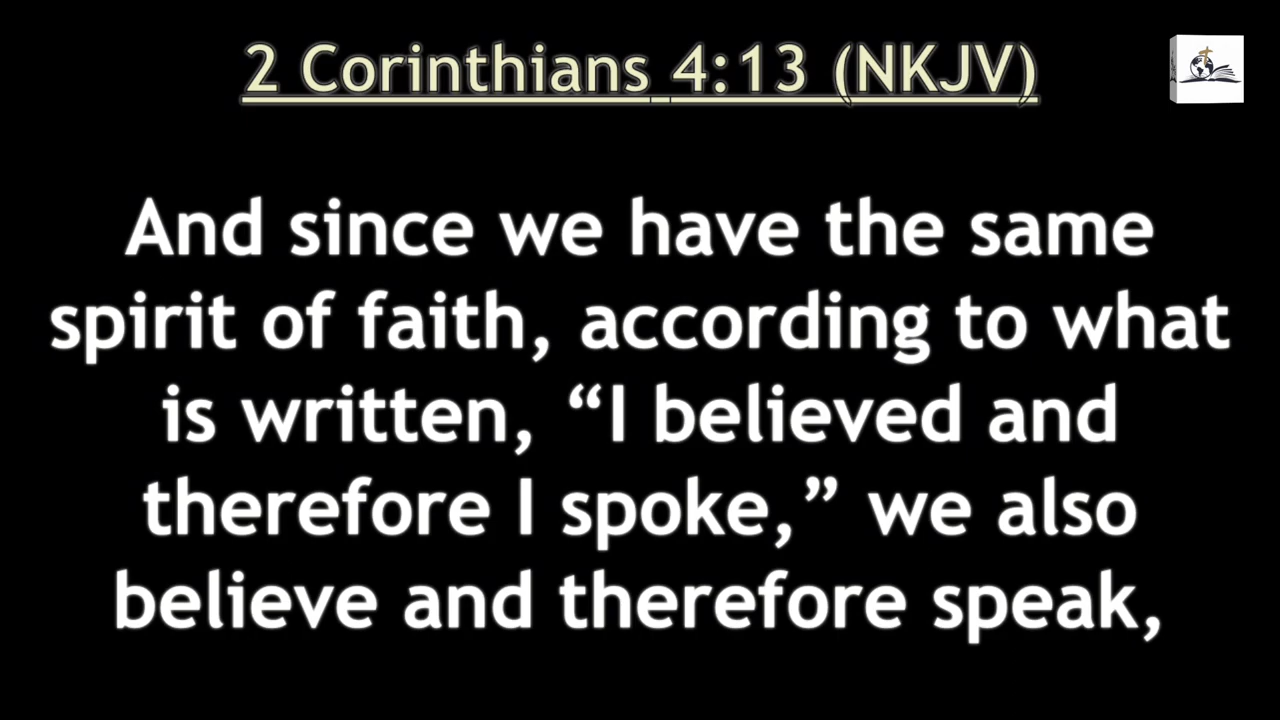 2 Corinthians 4:13 (NKJV)
And since we have the same
spirit of faith, according to what
is written, “I believed and
therefore I spoke,” we also
believe and therefore speak,